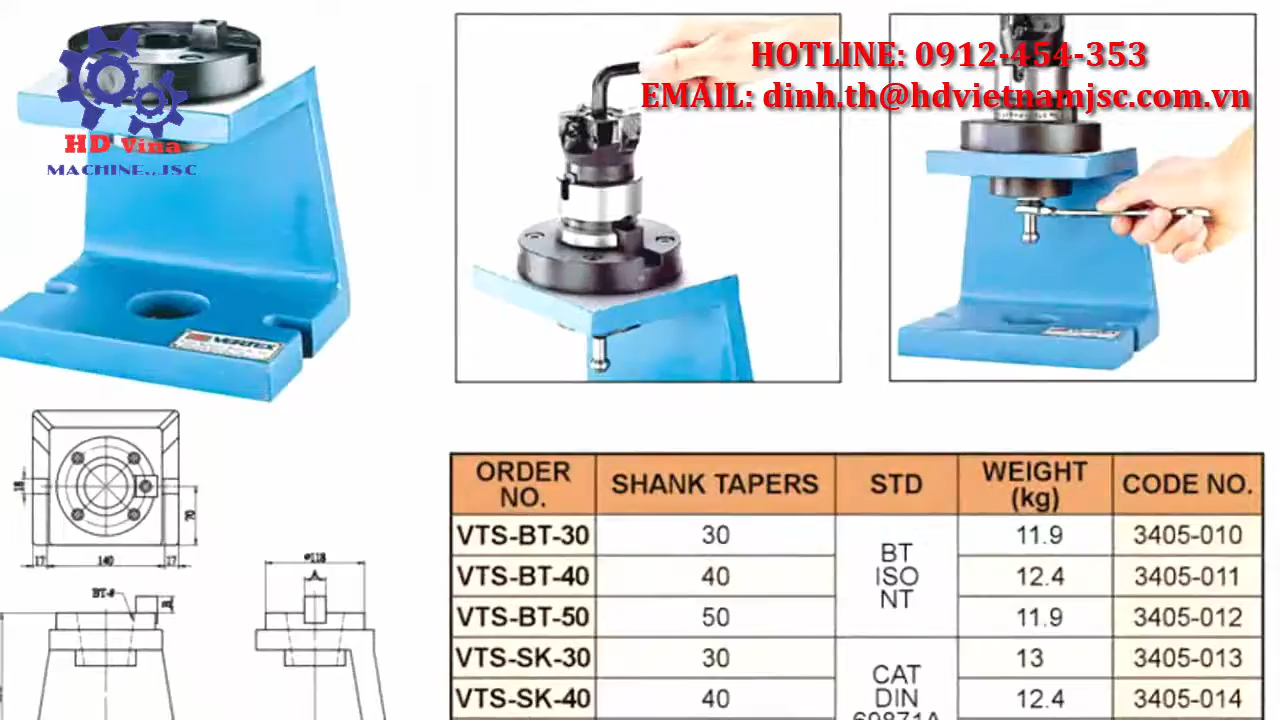 HOTLINE: 0912-454-353
EMAIL: dinh.th@hdvietnamjsc.com.vn
HD Vina
MACHINE.,JSC
VERTEX
ORDER NO. SHANK TAPERS STD WEIGHT (kg) CODE NO.
VTS-BT-30 30 BT ISO NT 11.9 3405-010
VTS-BT-40 40 12.4 3405-011
VTS-BT-50 50 11.9 3405-012
VTS-SK-30 30 CAT DIN 69871A 13 3405-013
VTS-SK-40 40 12.4 3405-014
18
70
17 140 17
ø118
A
BT-#